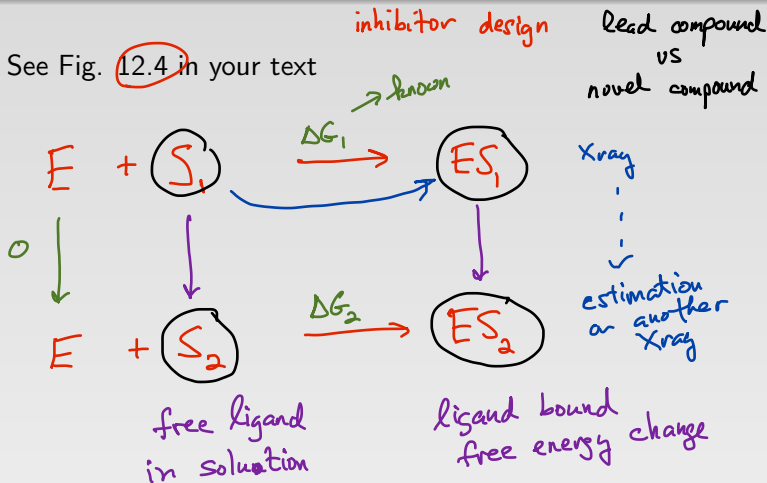 inhibitor design
lead compound
vs
novel compound
See Fig. 12.4 in your text
known
E + S₁ ΔG₁ ES₁
Xray
0
estimation
or another
Xray
E + S₂ ΔG₂ ES₂
free ligand
in soluation
ligand bound
free energy change